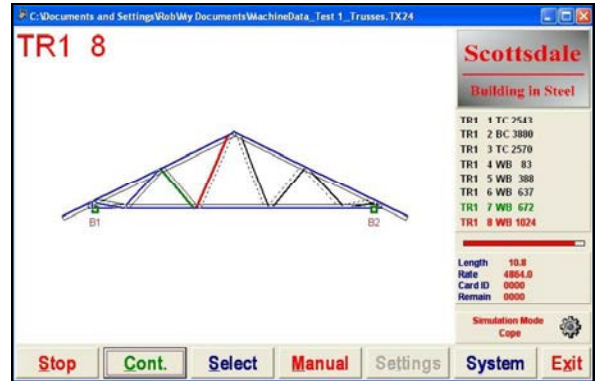 C:\Documents and Settings\Rob\My Documents\MachineData_Test 1_Trusses.TX24
TR1 8
Scottsdale
Building in Steel
TR1 1 TC 2543
TR1 2 BC 3880
TR1 3 TC 2570
TR1 4 WB 83
TR1 5 WB 388
TR1 6 WB 637
TR1 7 WB 672
TR1 8 WB 1024
B1
B2
Length 10.8
Rate 4864.0
Card ID 0000
Remain 0000
Simulation Mode
Cope
Stop Cont. Select Manual Settings System Exit